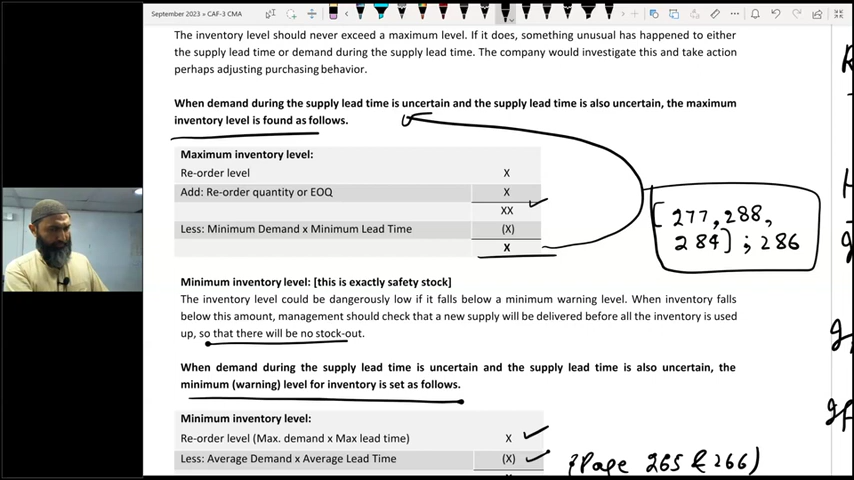 September 2023 » CAF-3 CMA
The inventory level should never exceed a maximum level. If it does, something unusual has happened to either
the supply lead time or demand during the supply lead time. The company would investigate this and take action
perhaps adjusting purchasing behavior.
When demand during the supply lead time is uncertain and the supply lead time is also uncertain, the maximum
inventory level is found as follows.
Maximum inventory level:
Re-order level X
Add: Re-order quantity or EOQ X
XX
Less: Minimum Demand x Minimum Lead Time (X)
X
[277, 288,
284] ; 286
Minimum inventory level: [this is exactly safety stock]
The inventory level could be dangerously low if it falls below a minimum warning level. When inventory falls
below this amount, management should check that a new supply will be delivered before all the inventory is used
up, so that there will be no stock-out.
When demand during the supply lead time is uncertain and the supply lead time is also uncertain, the
minimum (warning) level for inventory is set as follows.
Minimum inventory level:
Re-order level (Max. demand x Max lead time) X
Less: Average Demand x Average Lead Time (X)
{Page 265 & 266)